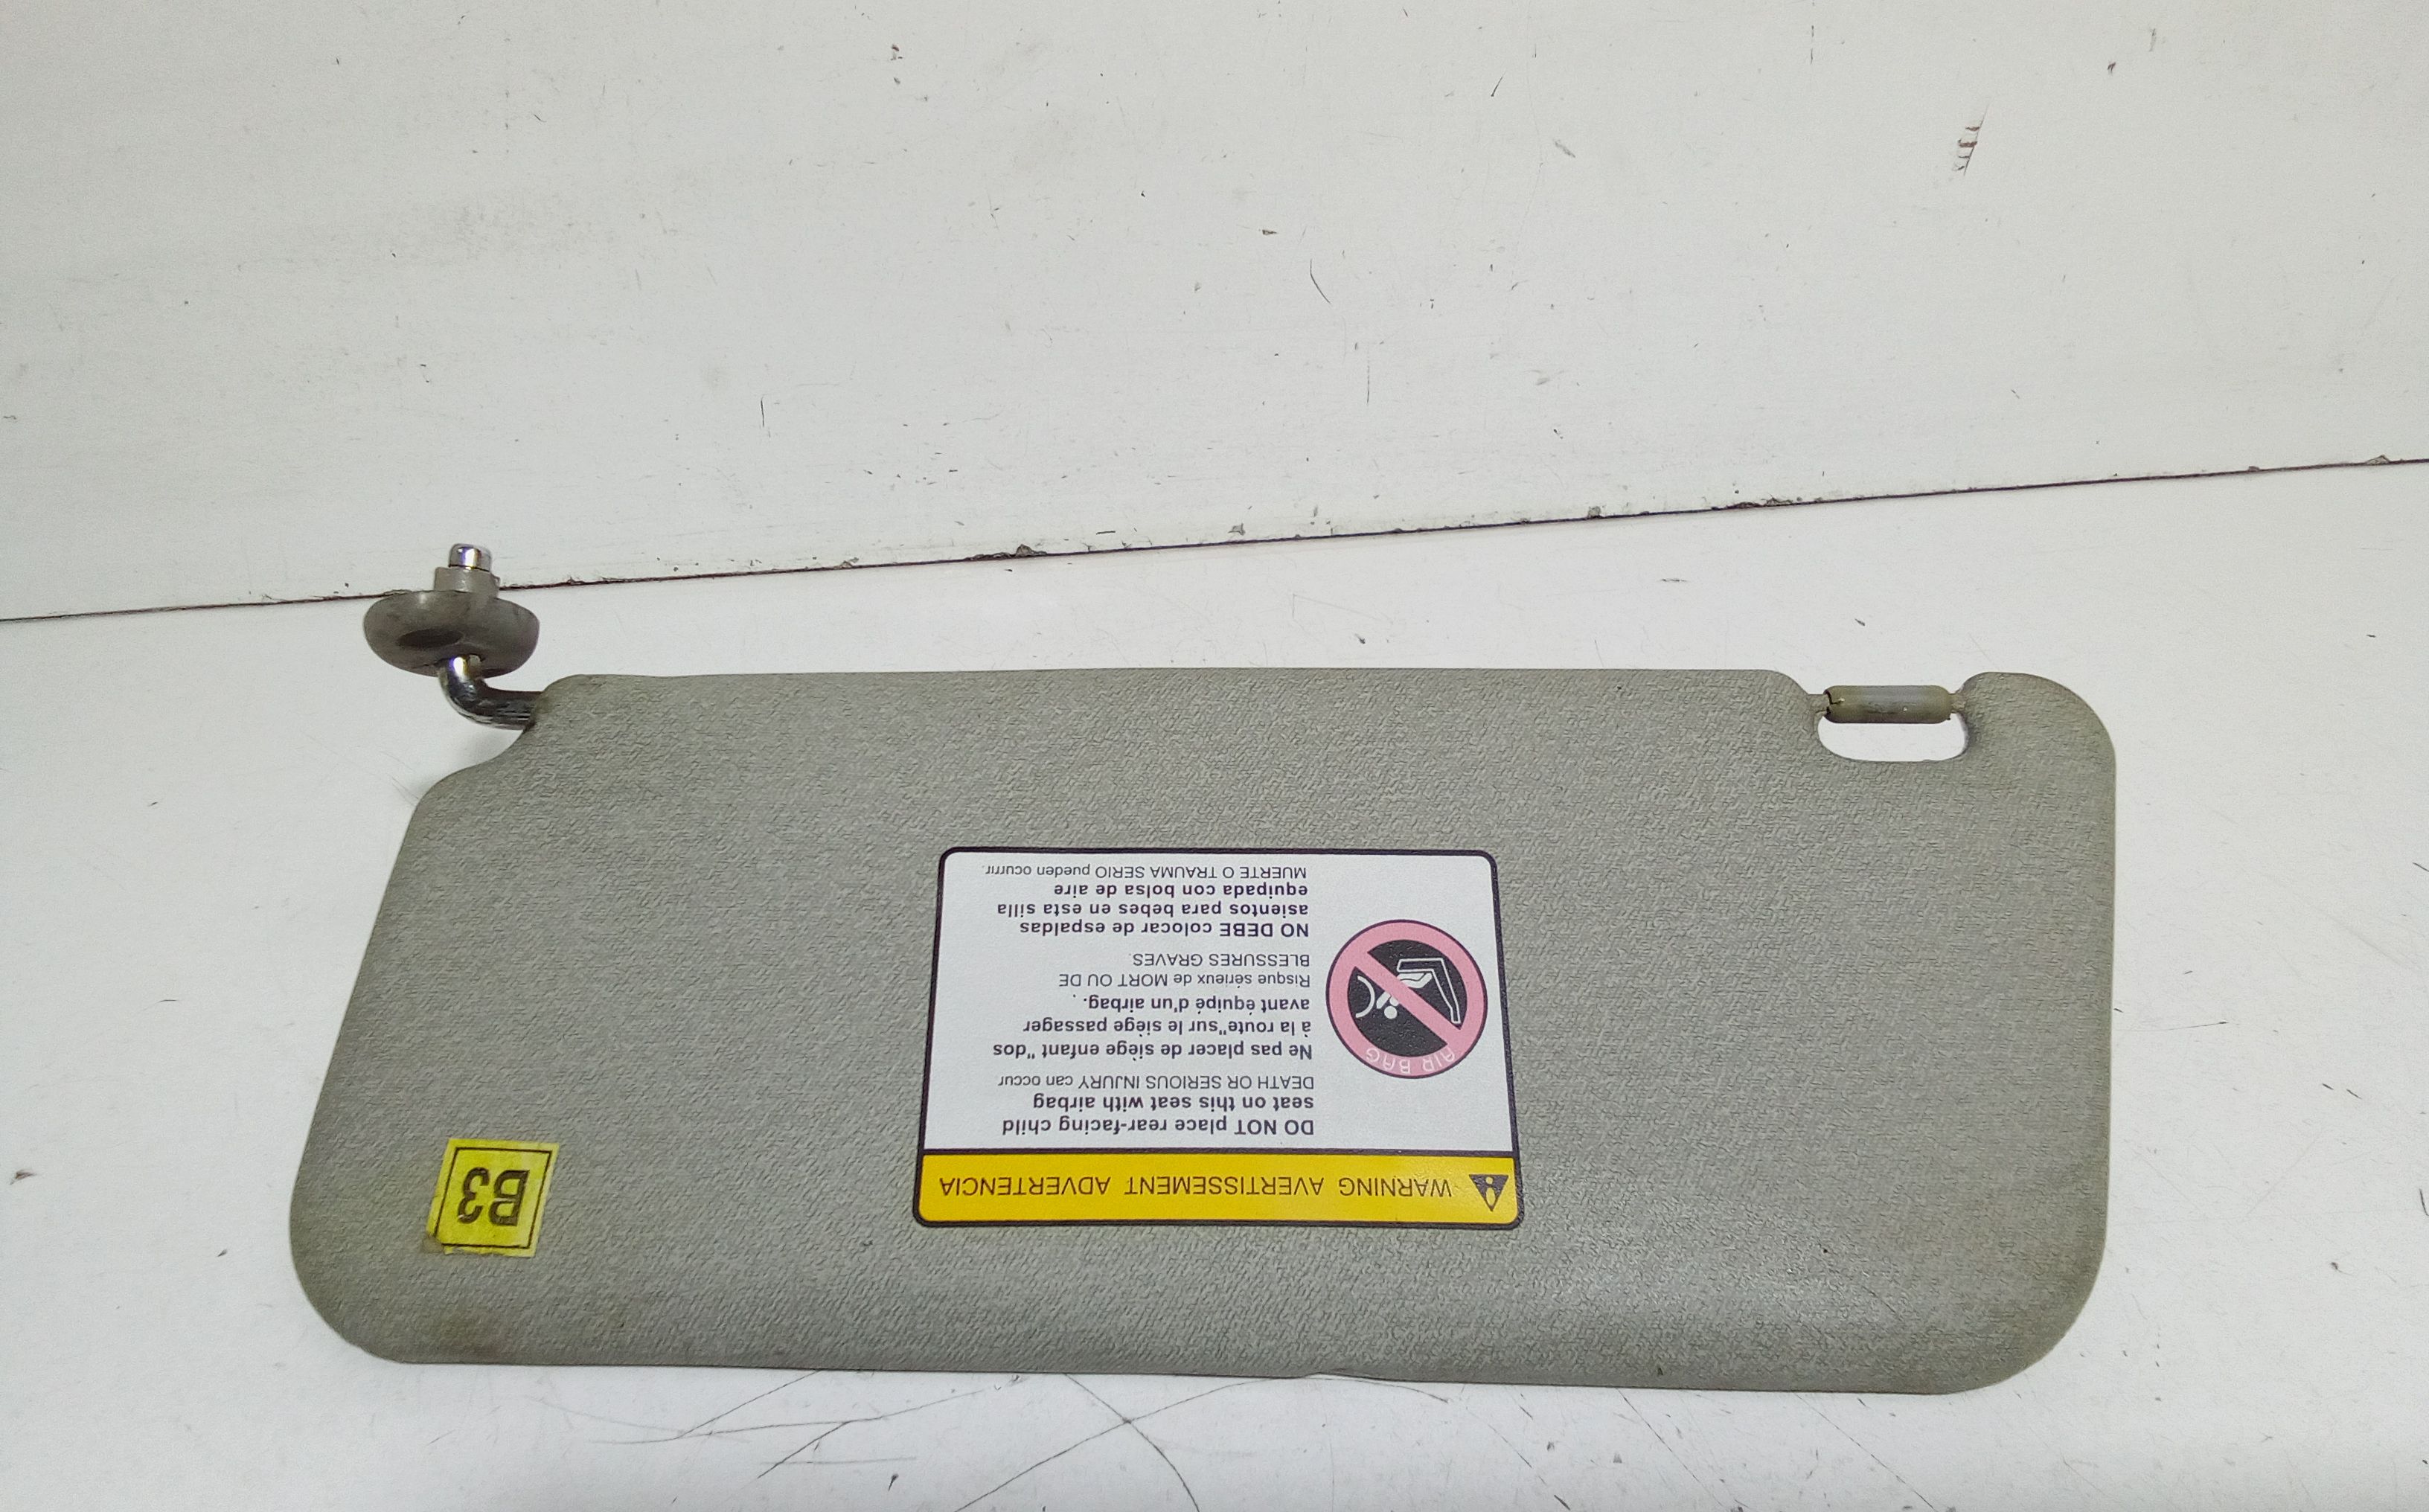 WARNING AVERTISSEMENT ADVERTENCIA
AIR BAG
DO NOT place rear-facing child
seat on this seat with airbag
DEATH OR SERIOUS INJURY can occur
Ne pas placer de siège enfant "dos
à la route"sur le siège passager
avant équipé d'un airbag.
Risque sérieux de MORT OU DE
BLESSURES GRAVES.
NO DEBE colocar de espaldas
asientos para bebes en esta silla
equipada con bolsa de aire
MUERTE O TRAUMA SERIO pueden ocurrir.
B3